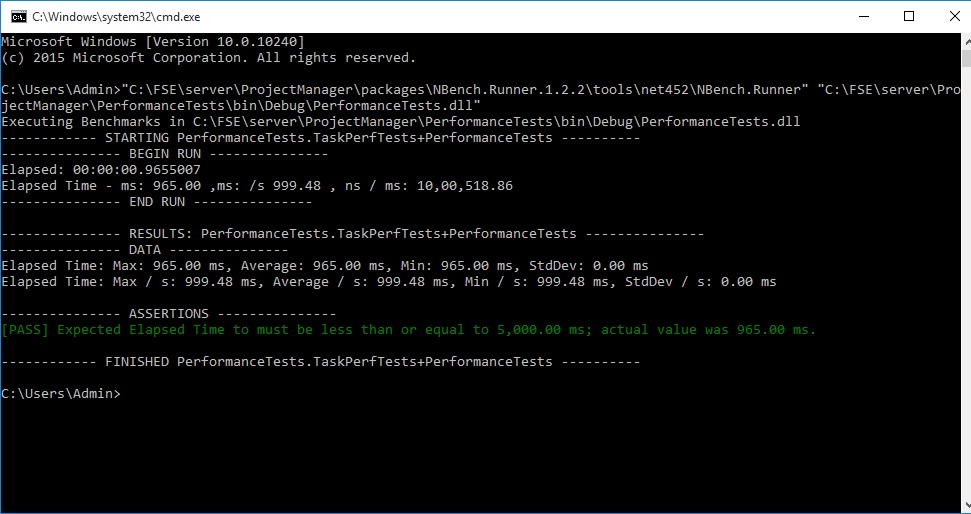 C:\Windows\system32\cmd.exe
Microsoft Windows [Version 10.0.10240]
(c) 2015 Microsoft Corporation. All rights reserved.
C:\Users\Admin>"C:\FSE\server\ProjectManager\packages\NBench.Runner.1.2.2\tools\net452\NBench.Runner" "C:\FSE\server\Pro
jectManager\PerformanceTests\bin\Debug\PerformanceTests.dll"
Executing Benchmarks in C:\FSE\server\ProjectManager\PerformanceTests\bin\Debug\PerformanceTests.dll
------------ STARTING PerformanceTests.TaskPerfTests+PerformanceTests ----------
--------------- BEGIN RUN ---------------
Elapsed: 00:00:00.9655007
Elapsed Time - ms: 965.00 ,ms: /s 999.48 , ns / ms: 10,00,518.86
--------------- END RUN ---------------
--------------- RESULTS: PerformanceTests.TaskPerfTests+PerformanceTests ---------------
--------------- DATA ---------------
Elapsed Time: Max: 965.00 ms, Average: 965.00 ms, Min: 965.00 ms, StdDev: 0.00 ms
Elapsed Time: Max / s: 999.48 ms, Average / s: 999.48 ms, Min / s: 999.48 ms, StdDev / s: 0.00 ms
--------------- ASSERTIONS ---------------
[PASS] Expected Elapsed Time to must be less than or equal to 5,000.00 ms; actual value was 965.00 ms.
------------ FINISHED PerformanceTests.TaskPerfTests+PerformanceTests ----------
C:\Users\Admin>